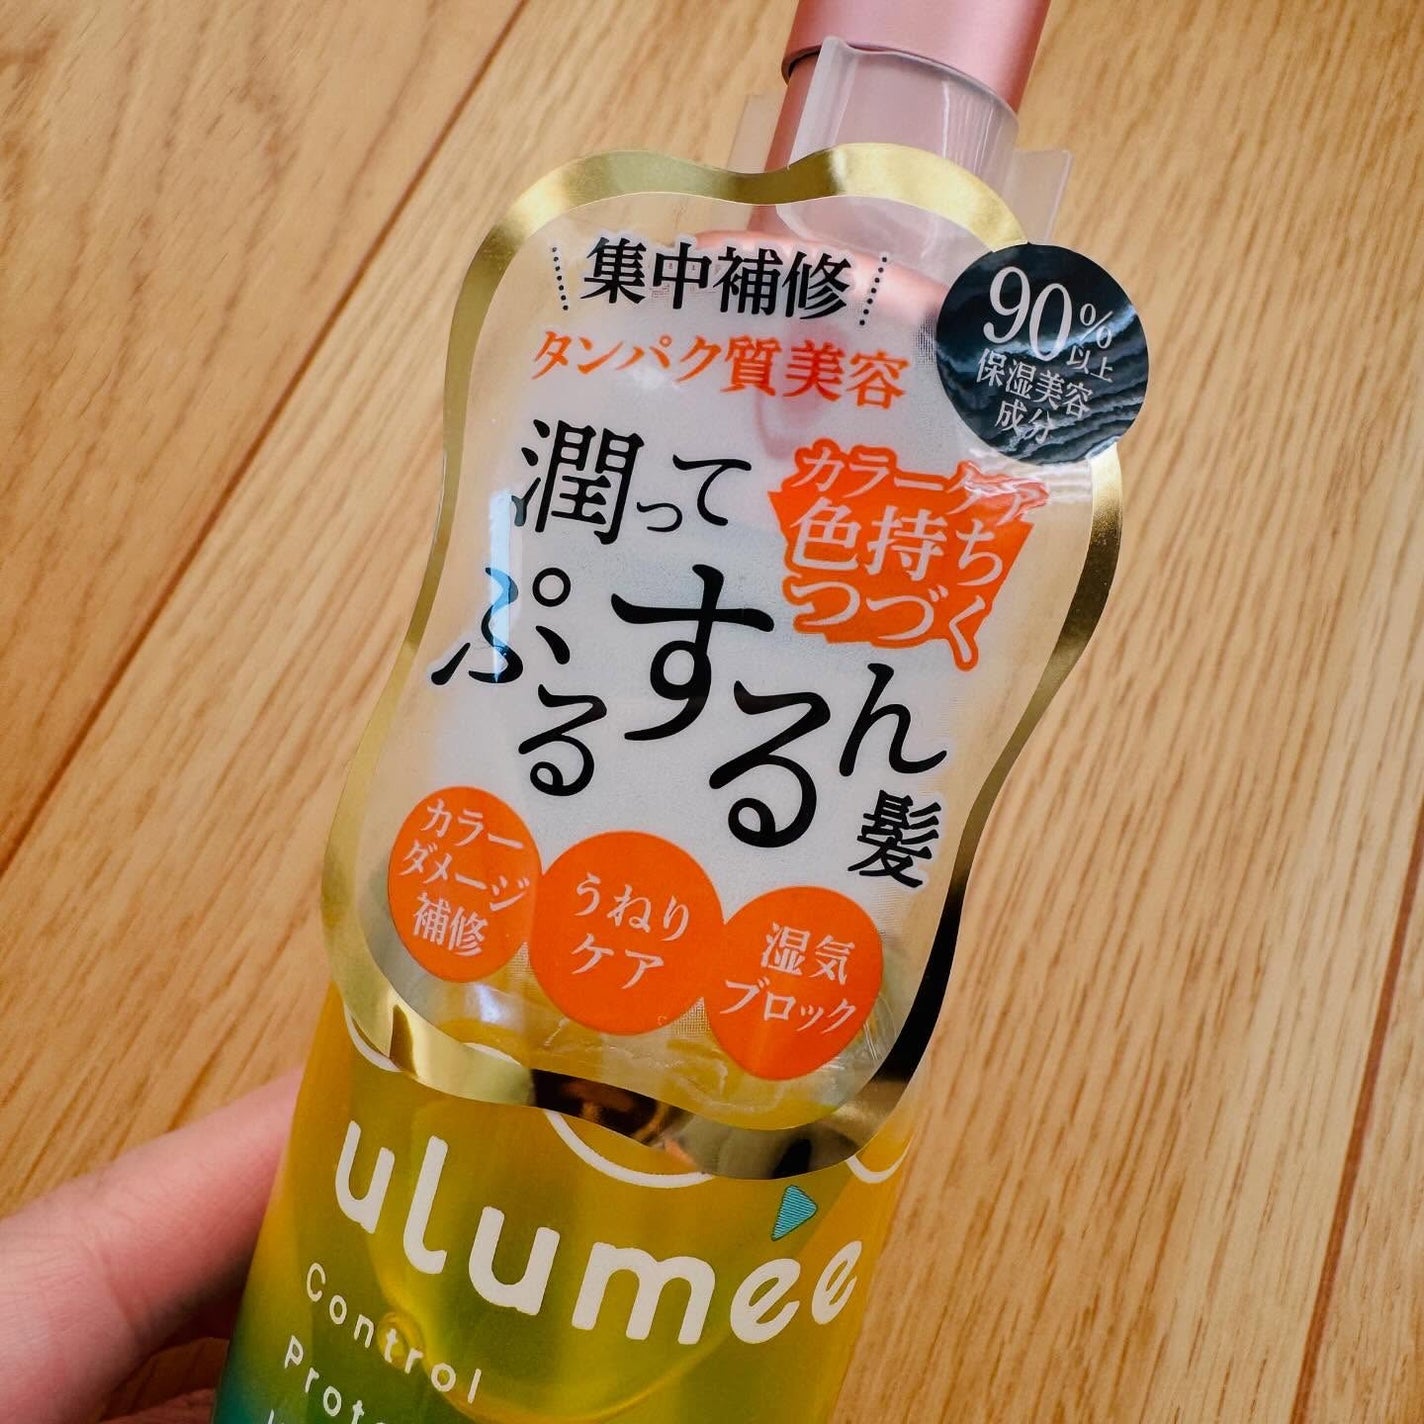 集中補修
タンパク質美容
90%以上
保湿美容
成分
潤って
カラーケア
色持ち
つづく
ぷるするん髪
カラー
ダメージ
補修
うねり
ケア
湿気
ブロック
ulumée
Control